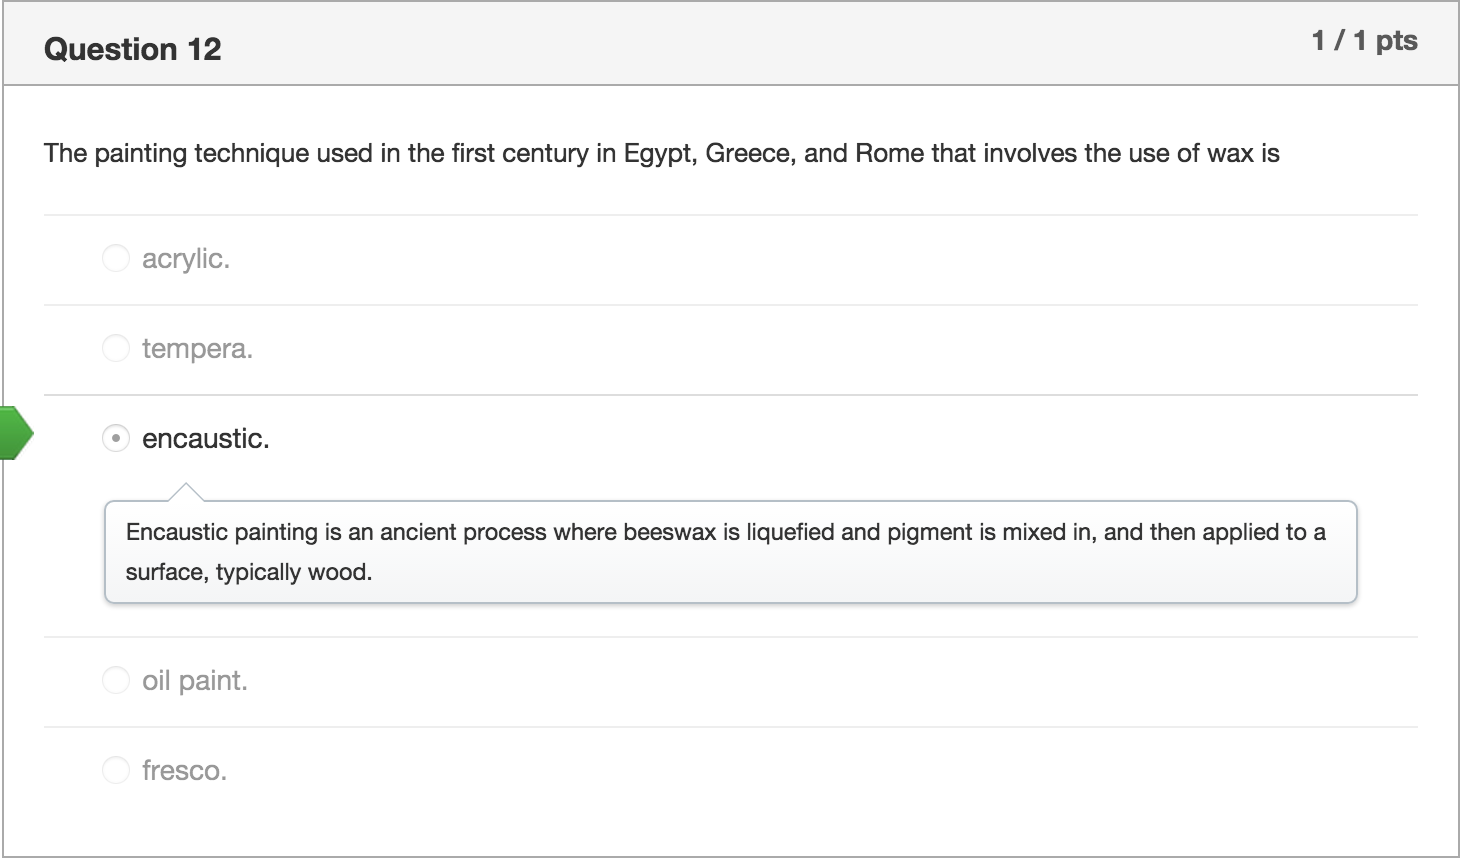 Question 12
1 / 1 pts
The painting technique used in the first century in Egypt, Greece, and Rome that involves the use of wax is
acrylic.
tempera.
encaustic.
Encaustic painting is an ancient process where beeswax is liquefied and pigment is mixed in, and then applied to a
surface, typically wood.
oil paint.
fresco.